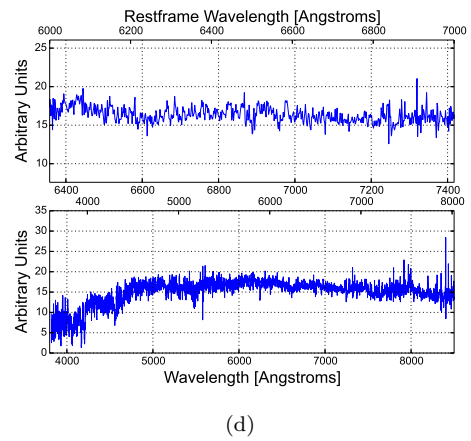 Restframe Wavelength [Angstroms]
6000 6200 6400 6600 6800 7000
25
20
15
10
Arbitrary Units
6400 6600 6800 7000 7200 7400
4000 5000 6000 7000 8000
35
30
25
20
15
10
5
0
Arbitrary Units
4000 5000 6000 7000 8000
Wavelength [Angstroms]
(d)